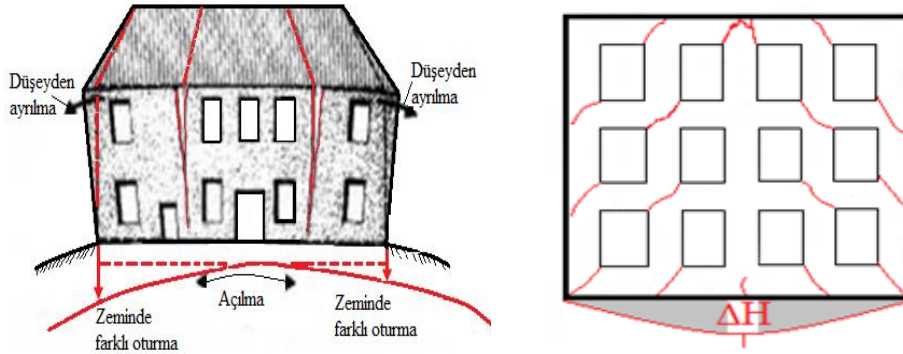 Düşeyden
ayrılma
Düşeyden
ayrılma
Açılma
Zeminde
farklı oturma
Zeminde
farklı oturma
ΔH